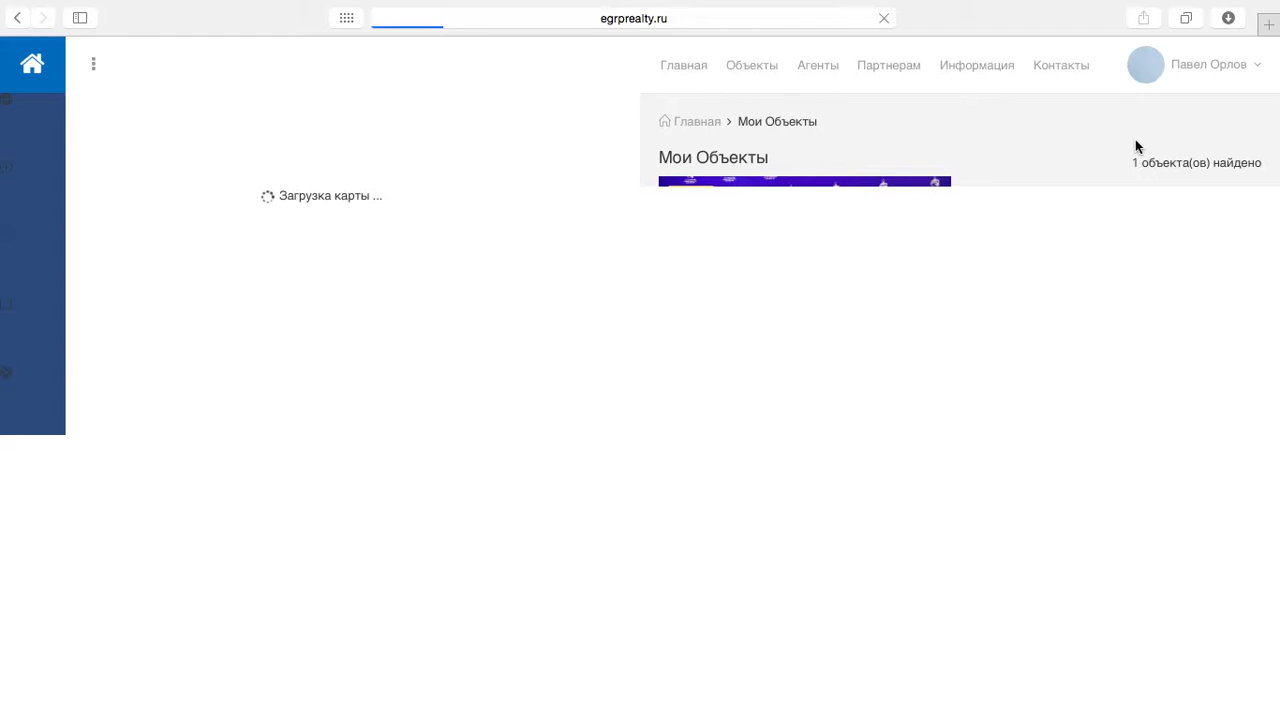 egrprealty.ru
Главная Объекты Агенты Партнерам Информация Контакты Павел Орлов
Главная > Мои Объекты
Мои Объекты
1 объекта(ов) найдено
Загрузка карты ...